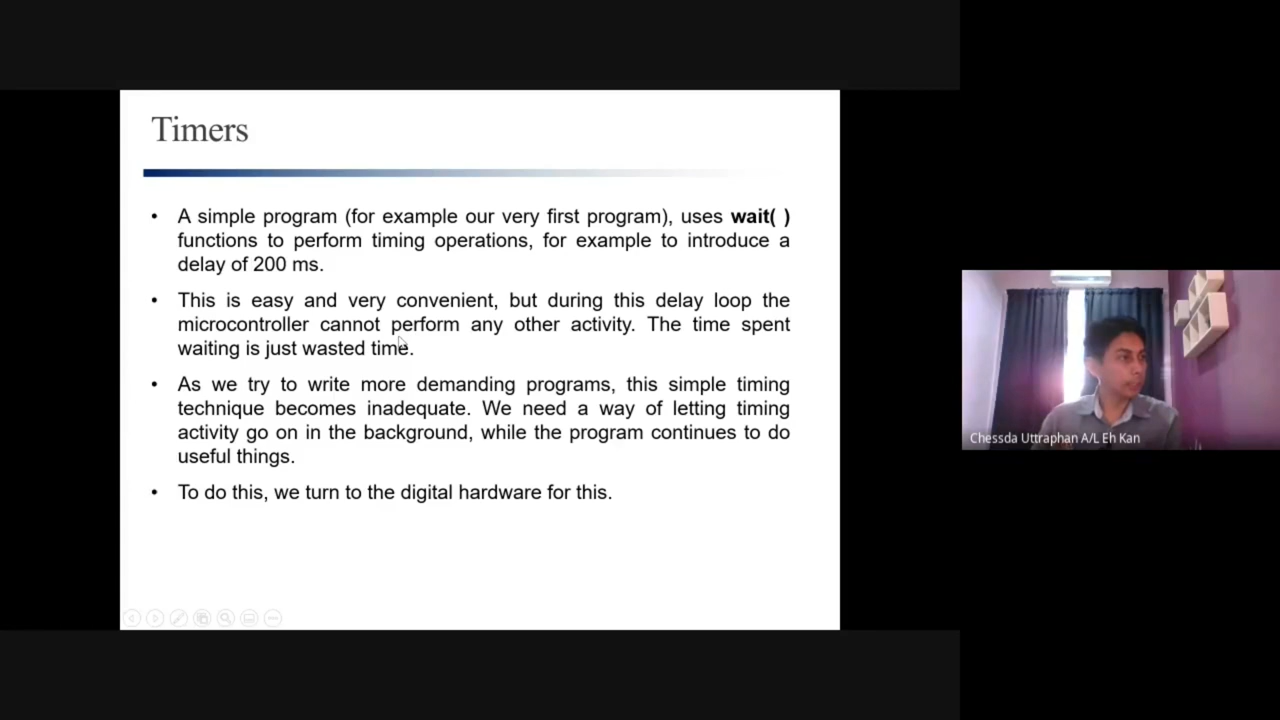 Timers
• A simple program (for example our very first program), uses wait( )
functions to perform timing operations, for example to introduce a
delay of 200 ms.
• This is easy and very convenient, but during this delay loop the
microcontroller cannot perform any other activity. The time spent
waiting is just wasted time.
• As we try to write more demanding programs, this simple timing
technique becomes inadequate. We need a way of letting timing
activity go on in the background, while the program continues to do
useful things.
• To do this, we turn to the digital hardware for this.
Chessda Uttraphan A/L Eh Kan